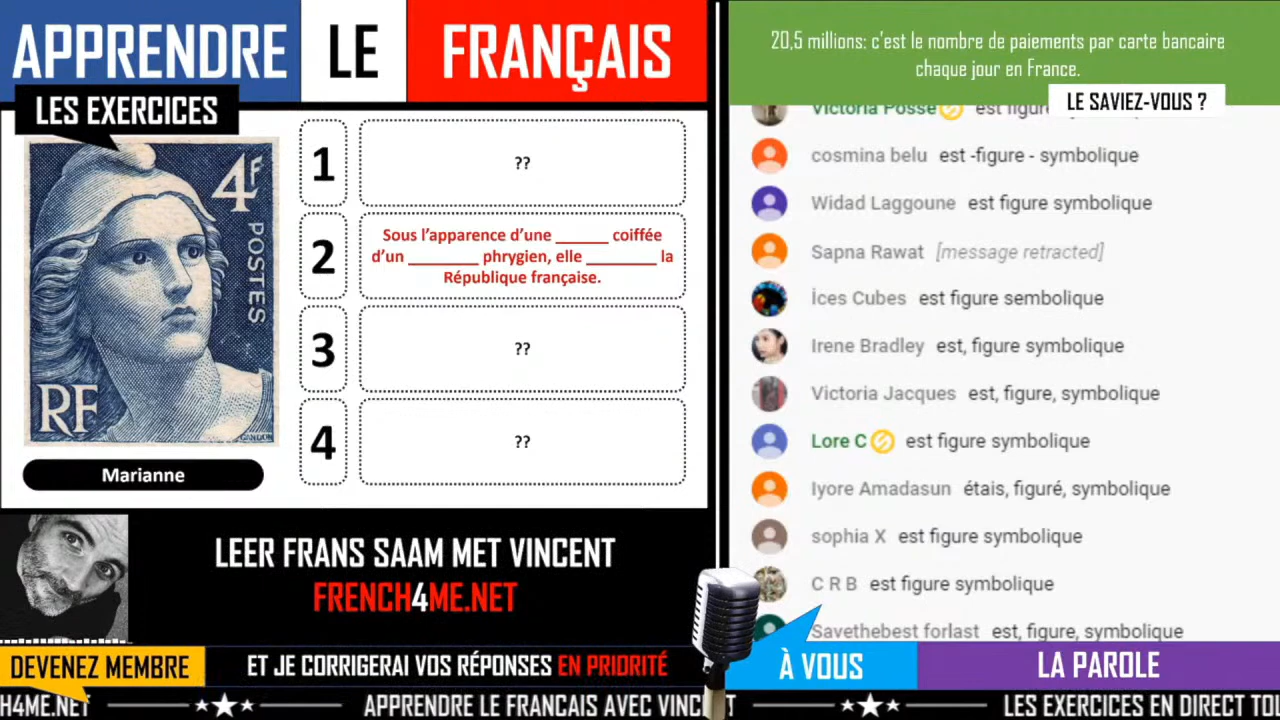 APPRENDRE LE FRANÇAIS
LES EXERCICES
4F
POSTES
RF
GANDON
Marianne
1
??
2
Sous l'apparence d'une ______ coiffée
d'un ________ phrygien, elle ________ la
République française.
3
??
4
??
20,5 millions: c'est le nombre de paiements par carte bancaire
chaque jour en France.
LE SAVIEZ-VOUS ?
Victoria Posse est
cosmina belu est -figure - symbolique
Widad Laggoune est figure symbolique
Sapna Rawat [message retracted]
İces Cubes est figure sembolique
Irene Bradley est, figure symbolique
Victoria Jacques est, figure, symbolique
Lore C est figure symbolique
Iyore Amadasun étais, figuré, symbolique
sophia X est figure symbolique
C R B est figure symbolique
Savethebest forlast est, figure, symbolique
LEER FRANS SAAM MET VINCENT
FRENCH4ME.NET
DEVENEZ MEMBRE
ET JE CORRIGERAI VOS RÉPONSES EN PRIORITÉ
À VOUS
LA PAROLE
H4ME.NET
APPRENDRE LE FRANÇAIS AVEC
LES EXERCICES EN DIRECT